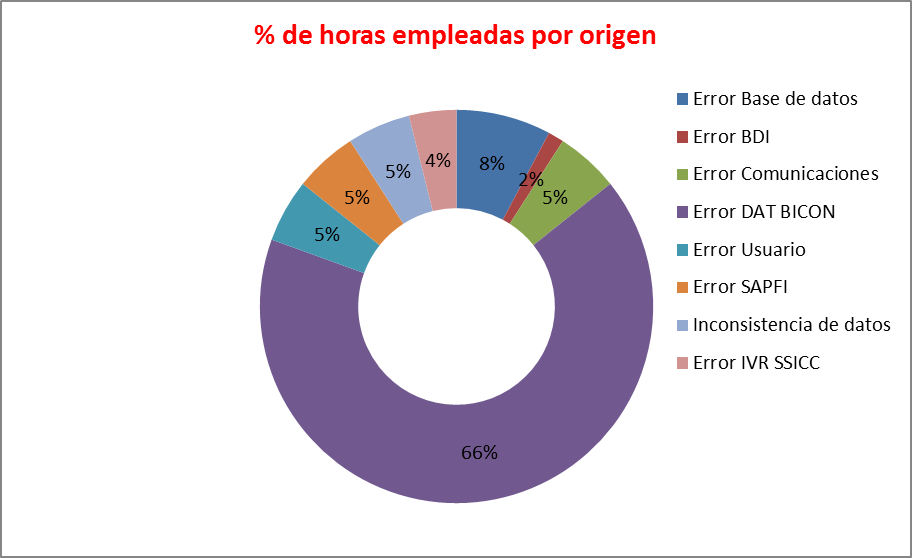 % de horas empleadas por origen
Error Base de datos
Error BDI
Error Comunicaciones
Error DAT BICON
Error Usuario
Error SAPFI
Inconsistencia de datos
Error IVR SSICC
8%
2%
5%
66%
5%
5%
5%
4%